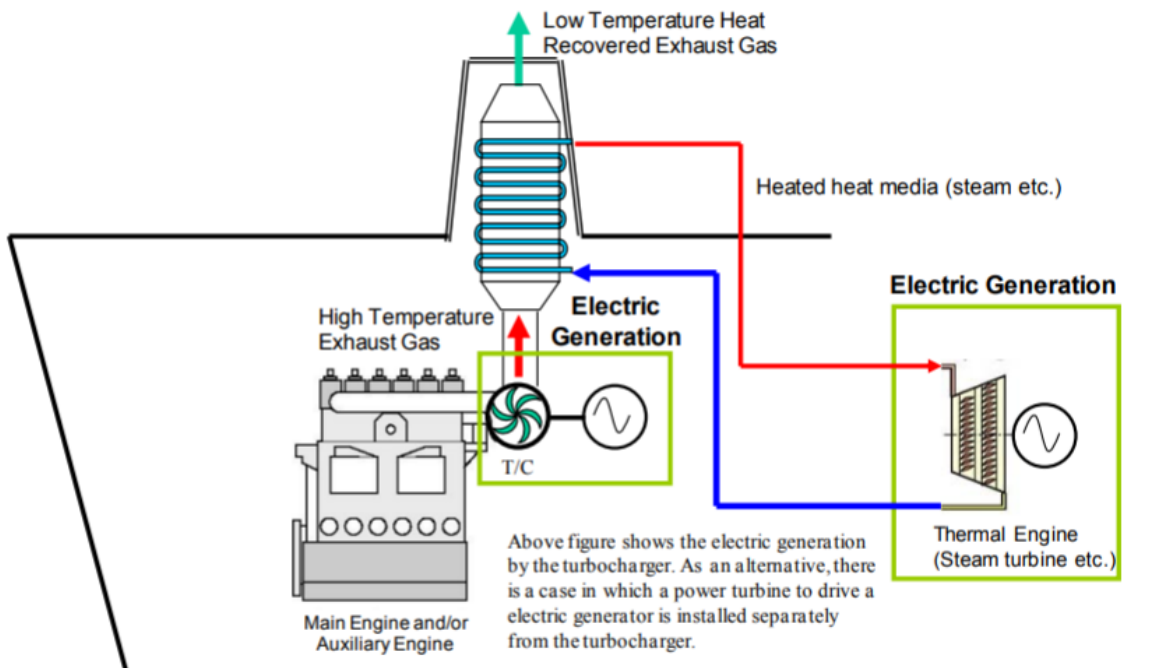 Low Temperature Heat
Recovered Exhaust Gas
Heated heat media (steam etc.)
Electric Generation
High Temperature
Exhaust Gas
Electric
Generation
T/C
Thermal Engine
(Steam turbine etc.)
Above figure shows the electric generation
by the turbocharger. As an alternative, there
is a case in which a power turbine to drive a
electric generator is installed separately
from the turbocharger.
Main Engine and/or
Auxiliary Engine